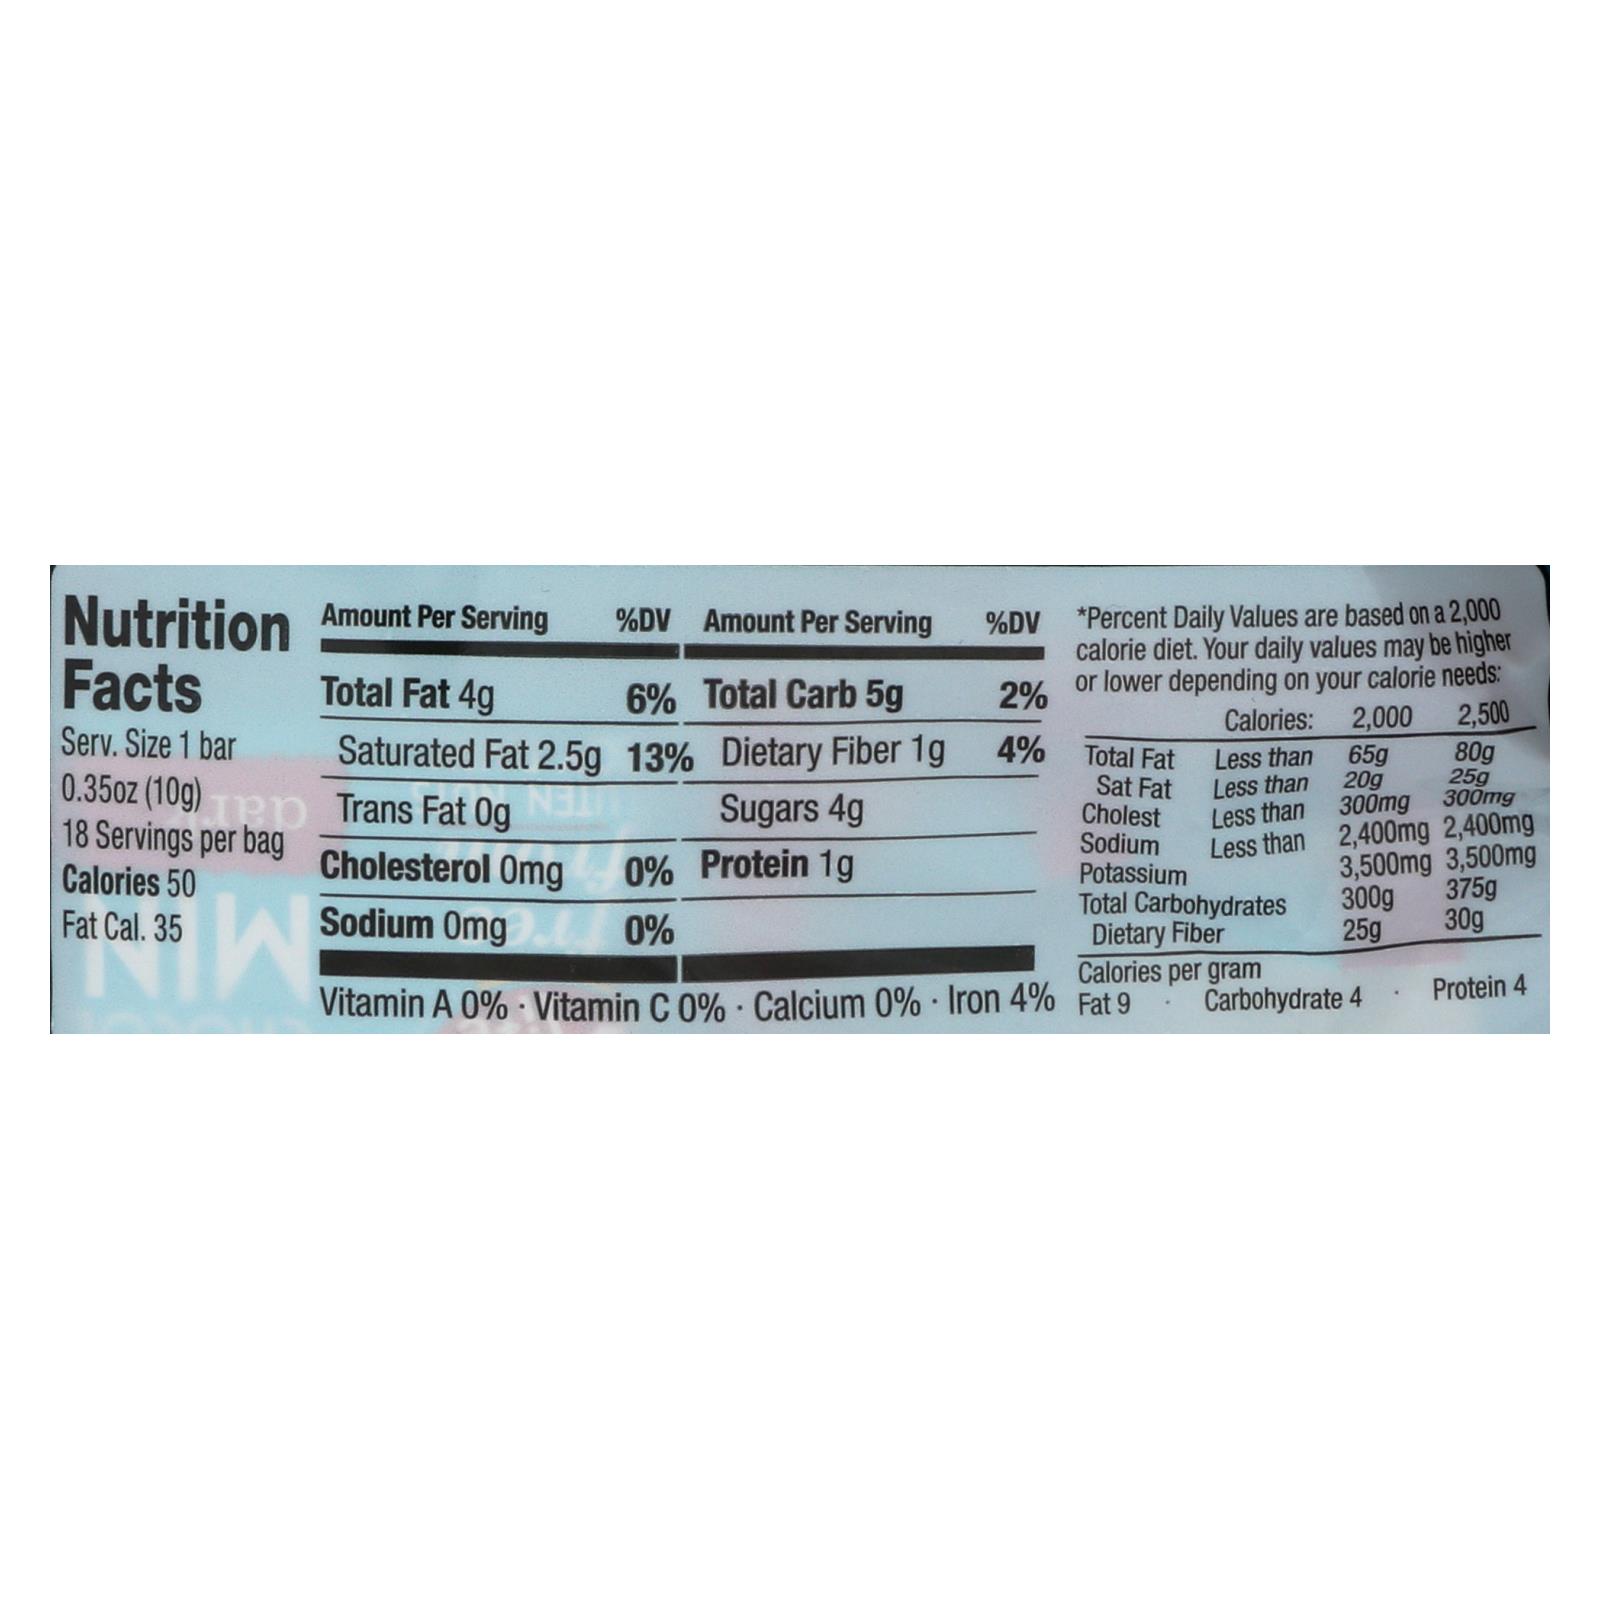 Nutrition
Facts
Serv. Size 1 bar
0.35oz (10g)
18 Servings per bag
Calories 50
Fat Cal. 35
Amount Per Serving %DV
Total Fat 4g 6%
Saturated Fat 2.5g 13%
Trans Fat 0g
Cholesterol 0mg 0%
Sodium 0mg 0%
Amount Per Serving %DV
Total Carb 5g 2%
Dietary Fiber 1g 4%
Sugars 4g
Protein 1g
Vitamin A 0% · Vitamin C 0% · Calcium 0% · Iron 4%
*Percent Daily Values are based on a 2,000
calorie diet. Your daily values may be higher
or lower depending on your calorie needs:
Calories: 2,000 2,500
Total Fat Less than 65g 80g
Sat Fat Less than 20g 25g
Cholest Less than 300mg 300mg
Sodium Less than 2,400mg 2,400mg
Potassium 3,500mg 3,500mg
Total Carbohydrates 300g 375g
Dietary Fiber 25g 30g
Calories per gram
Fat 9 · Carbohydrate 4 · Protein 4